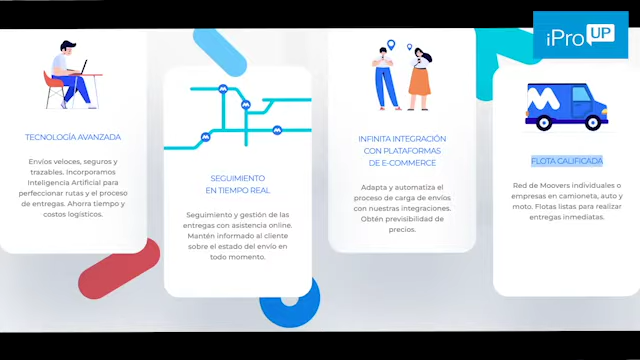 iProUP
TECNOLOGÍA AVANZADA
Envíos veloces, seguros y
trazables. Incorporamos
Inteligencia Artificial para
perfeccionar rutas y el proceso
de entregas. Ahorra tiempo y
costos logísticos.
SEGUIMIENTO
EN TIEMPO REAL
Seguimiento y gestión de las
entregas con asistencia online.
Mantén informado al cliente
sobre el estado del envío en
todo momento.
INFINITA INTEGRACIÓN
CON PLATAFORMAS
DE E-COMMERCE
Adapta y automatiza el
proceso de carga de envíos
con nuestras integraciones.
Obtén previsibilidad de
precios.
FLOTA CALIFICADA
Red de Moovers individuales o
empresas en camioneta, auto y
moto. Flotas listas para realizar
entregas inmediatas.